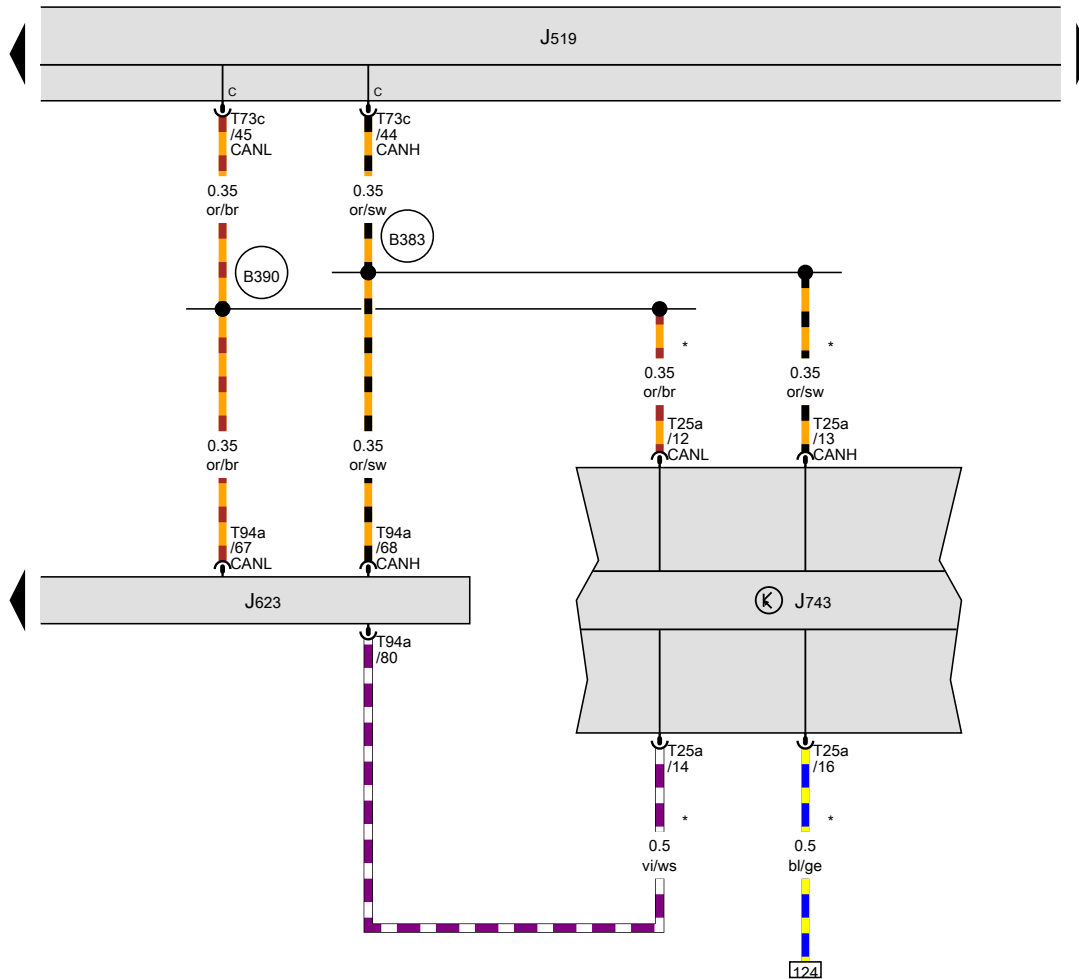 J519
c
c
T73c
/45
CANL
T73c
/44
CANH
0.35
or/br
0.35
or/sw
B383
B390
*
*
0.35
or/br
0.35
or/sw
T25a
/12
CANL
T25a
/13
CANH
0.35
or/br
0.35
or/sw
T94a
/67
CANL
T94a
/68
CANH
J623
J743
T94a
/80
T25a
/14
T25a
/16
*
*
0.5
vi/ws
0.5
bl/ge
124